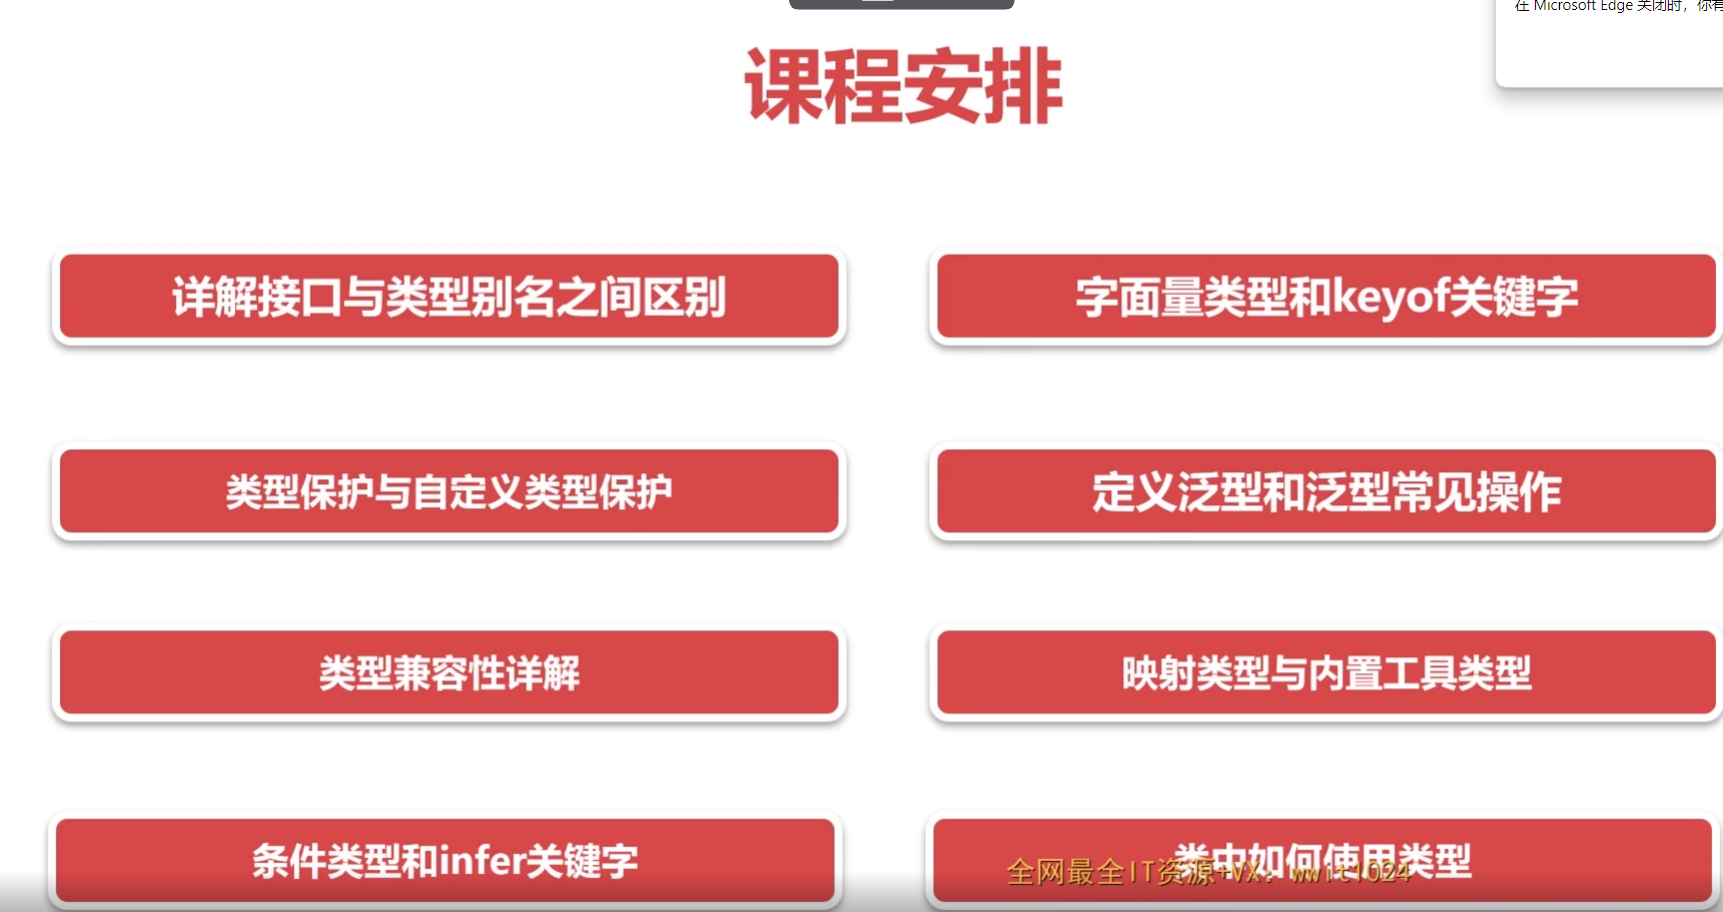 在 Microsoft Edge 关闭时，你有
课程安排
详解接口与类型别名之间区别
字面量类型和keyof关键字
类型保护与自定义类型保护
定义泛型和泛型常见操作
类型兼容性详解
映射类型与内置工具类型
条件类型和infer关键字
类中如何使用类型
全网最全IT资源+VX：wwit1024